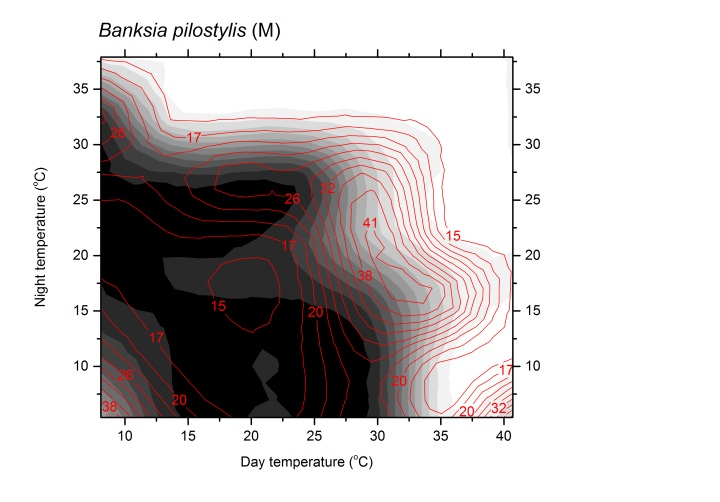 Banksia pilostylis (M)
35 35
28 17 30 30
32
25 26 25
41
15
20 17 20
38
15 15 20 15
17
10 26 20 17 10
38 20 20 32
10 15 20 25 30 35 40
Night temperature (°C)
Day temperature (°C)